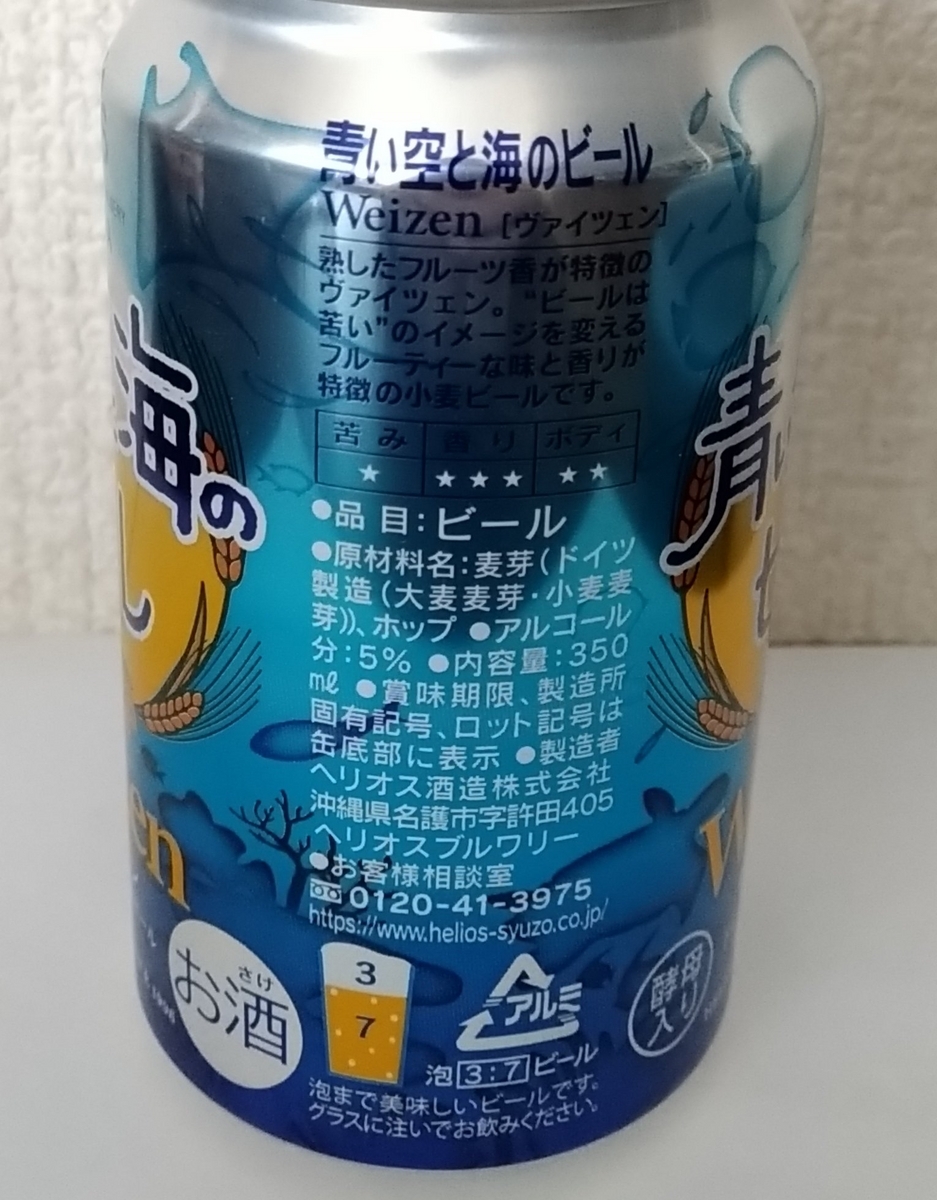 青い空と海のビール
Weizen [ヴァイツェン]
熟したフルーツ香が特徴の
ヴァイツェン。“ビールは
苦い”のイメージを変える
フルーティーな味と香りが
特徴の小麦ビールです。
苦み 香り ボディ
★ ★★★ ★★
●品目:ビール
●原材料名:麦芽(ドイツ
製造(大麦麦芽・小麦麦
芽))、ホップ ●アルコール
分:5% ●内容量:350
㎖ ●賞味期限、製造所
固有記号、ロット記号は
缶底部に表示 ●製造者
ヘリオス酒造株式会社
沖縄県名護市字許田405
ヘリオスブルワリー
●お客様相談室
0120-41-3975
https://www.helios-syuzo.co.jp/
3
7
アルミ
泡3:7ビール
泡まで美味しいビールです。
グラスに注いでお飲みください。
海の
ル
en
さけ
お酒
青い
ビ
W
酵母
入り